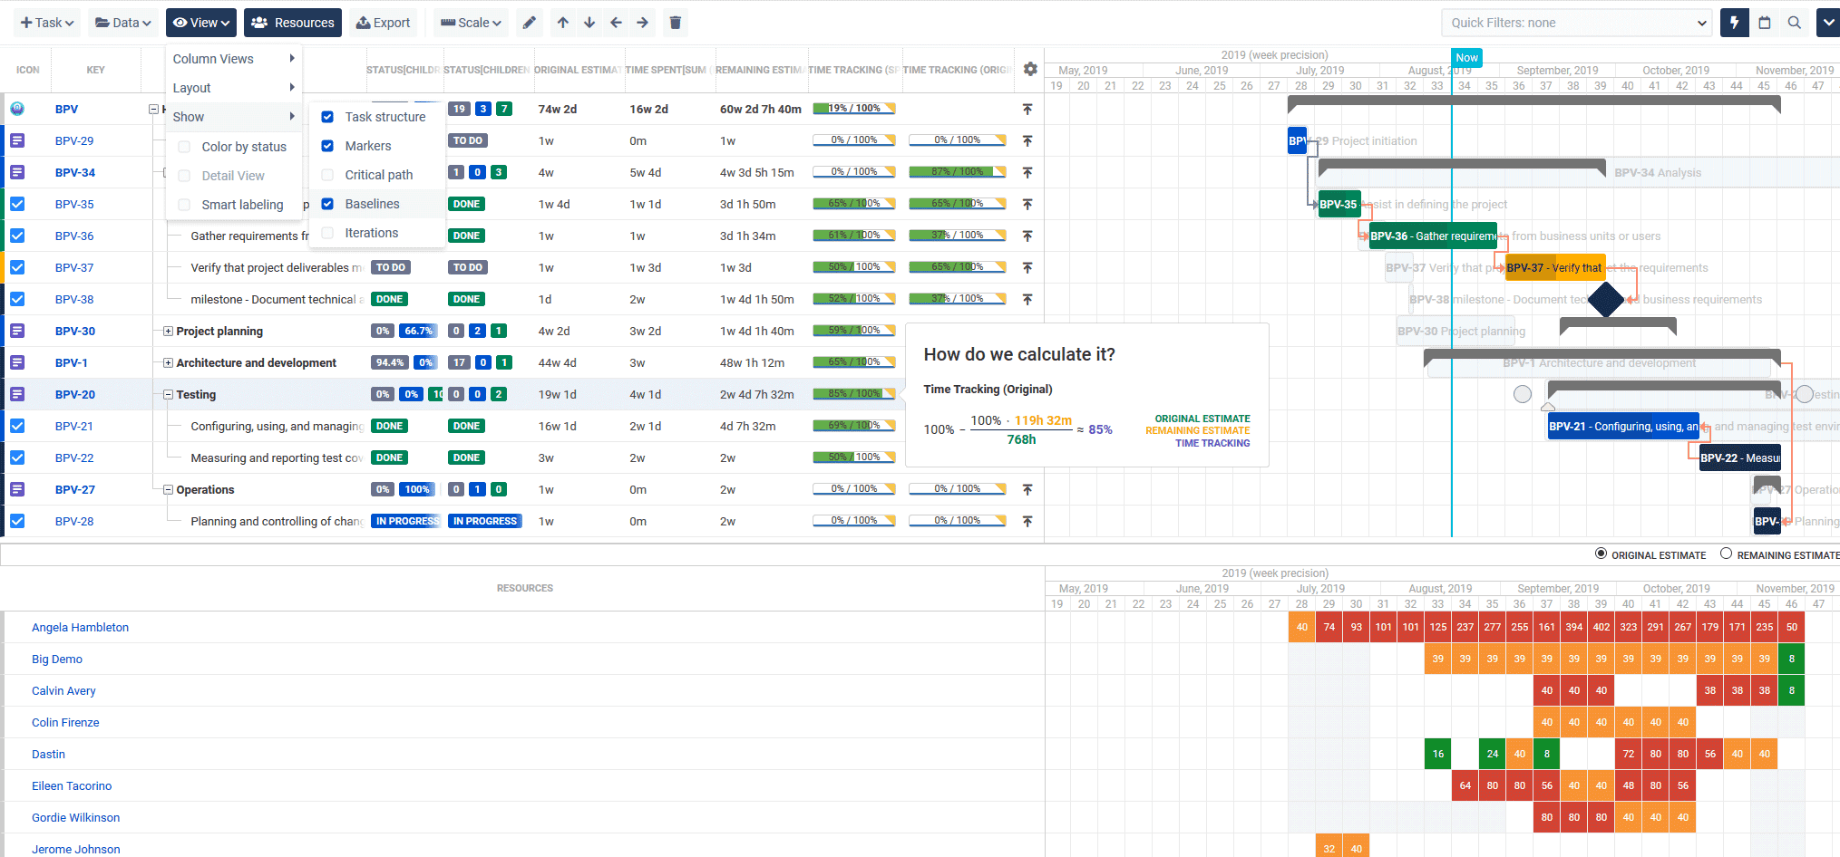 Task Data View Resources Export Scale Quick Filters: none
Column Views
Layout
Show
Color by status
Detail View
Smart labeling
Task structure
Markers
Critical path
Baselines
Iterations
ICON KEY STATUS|CHILDR STATUS|CHILDREN ORIGINAL ESTIMAT TIME SPENT|SUM REMAINING ESTIM TIME TRACKING (S TIME TRACKING (ORIG
2019 (week precision) Now
May, 2019 June, 2019 July, 2019 August, 2019 September, 2019 October, 2019 November, 2019
19 20 21 22 23 24 25 26 27 28 29 30 31 32 33 34 35 36 37 38 39 40 41 42 43 44 45 46 47
BPV 19 3 7 74w 2d 16w 2d 60w 2d 7h 40m 19% / 100%
BPV-29 TO DO 1w 0m 1w 0% / 100% 0% / 100% BPV-29 Project initiation
BPV-34 1 0 3 4w 5w 4d 4w 3d 5h 15m 0% / 100% 87% / 100% BPV-34 Analysis
BPV-35 DONE 1w 4d 1w 1d 3d 1h 50m 65% / 100% 65% / 100% BPV-35 Assist in defining the project
BPV-36 Gather requirements fr DONE 1w 1w 3d 1h 34m 61% / 100% 37% / 100% BPV-36 - Gather requirements from business units or users
BPV-37 Verify that project deliverables m TO DO TO DO 1w 1w 3d 1w 3d 50% / 100% 65% / 100% BPV-37 Verify that p BPV-37 - Verify that the requirements
BPV-38 milestone - Document technical a DONE DONE 1d 2w 1w 4d 1h 50m 52% / 100% 37% / 100% BPV-38 milestone - Document tec business requirements
BPV-30 Project planning 0% 66.7% 0 2 1 4w 2d 3w 2d 1w 4d 1h 40m 59% / 100% BPV-30 Project planning
BPV-1 Architecture and development 94.4% 0% 17 0 1 44w 4d 3w 48w 1h 12m 65% / 100% BPV-1 Architecture and development
BPV-20 Testing 0% 0% 10 0 0 2 19w 1d 4w 1d 2w 4d 7h 32m 85% / 100%
BPV-21 Configuring, using, and managing DONE DONE 16w 1d 2w 1d 4d 7h 32m 69% / 100% BPV-21 - Configuring, using, an and managing test envir
BPV-22 Measuring and reporting test cov DONE DONE 3w 2w 2w 50% / 100% BPV-22 - Measu
BPV-27 Operations 0% 100% 0 1 0 1w 0m 2w 0% / 100% 0% / 100% Operatio
BPV-28 Planning and controlling of chan IN PROGRESS IN PROGRESS 1w 0m 2w 0% / 100% 0% / 100% BPV- Planning
How do we calculate it?
Time Tracking (Original)
100% − 100% · 119h 32m / 768h ≈ 85%
ORIGINAL ESTIMATE
REMAINING ESTIMATE
TIME TRACKING
ORIGINAL ESTIMATE REMAINING ESTIMATE
RESOURCES
2019 (week precision)
May, 2019 June, 2019 July, 2019 August, 2019 September, 2019 October, 2019 November, 2019
19 20 21 22 23 24 25 26 27 28 29 30 31 32 33 34 35 36 37 38 39 40 41 42 43 44 45 46 47
Angela Hambleton 40 74 93 101 101 125 237 277 255 161 394 402 323 291 267 179 171 235 50
Big Demo 39 39 39 39 39 39 39 39 39 39 39 39 39 8
Calvin Avery 40 40 40 38 38 38 8
Colin Firenze 40 40 40 40 40 40
Dastin 16 24 40 8 72 80 80 56 40 40
Eileen Tacorino 64 80 80 56 40 40 48 80 56
Gordie Wilkinson 80 80 80 40 40 40
Jerome Johnson 32 40